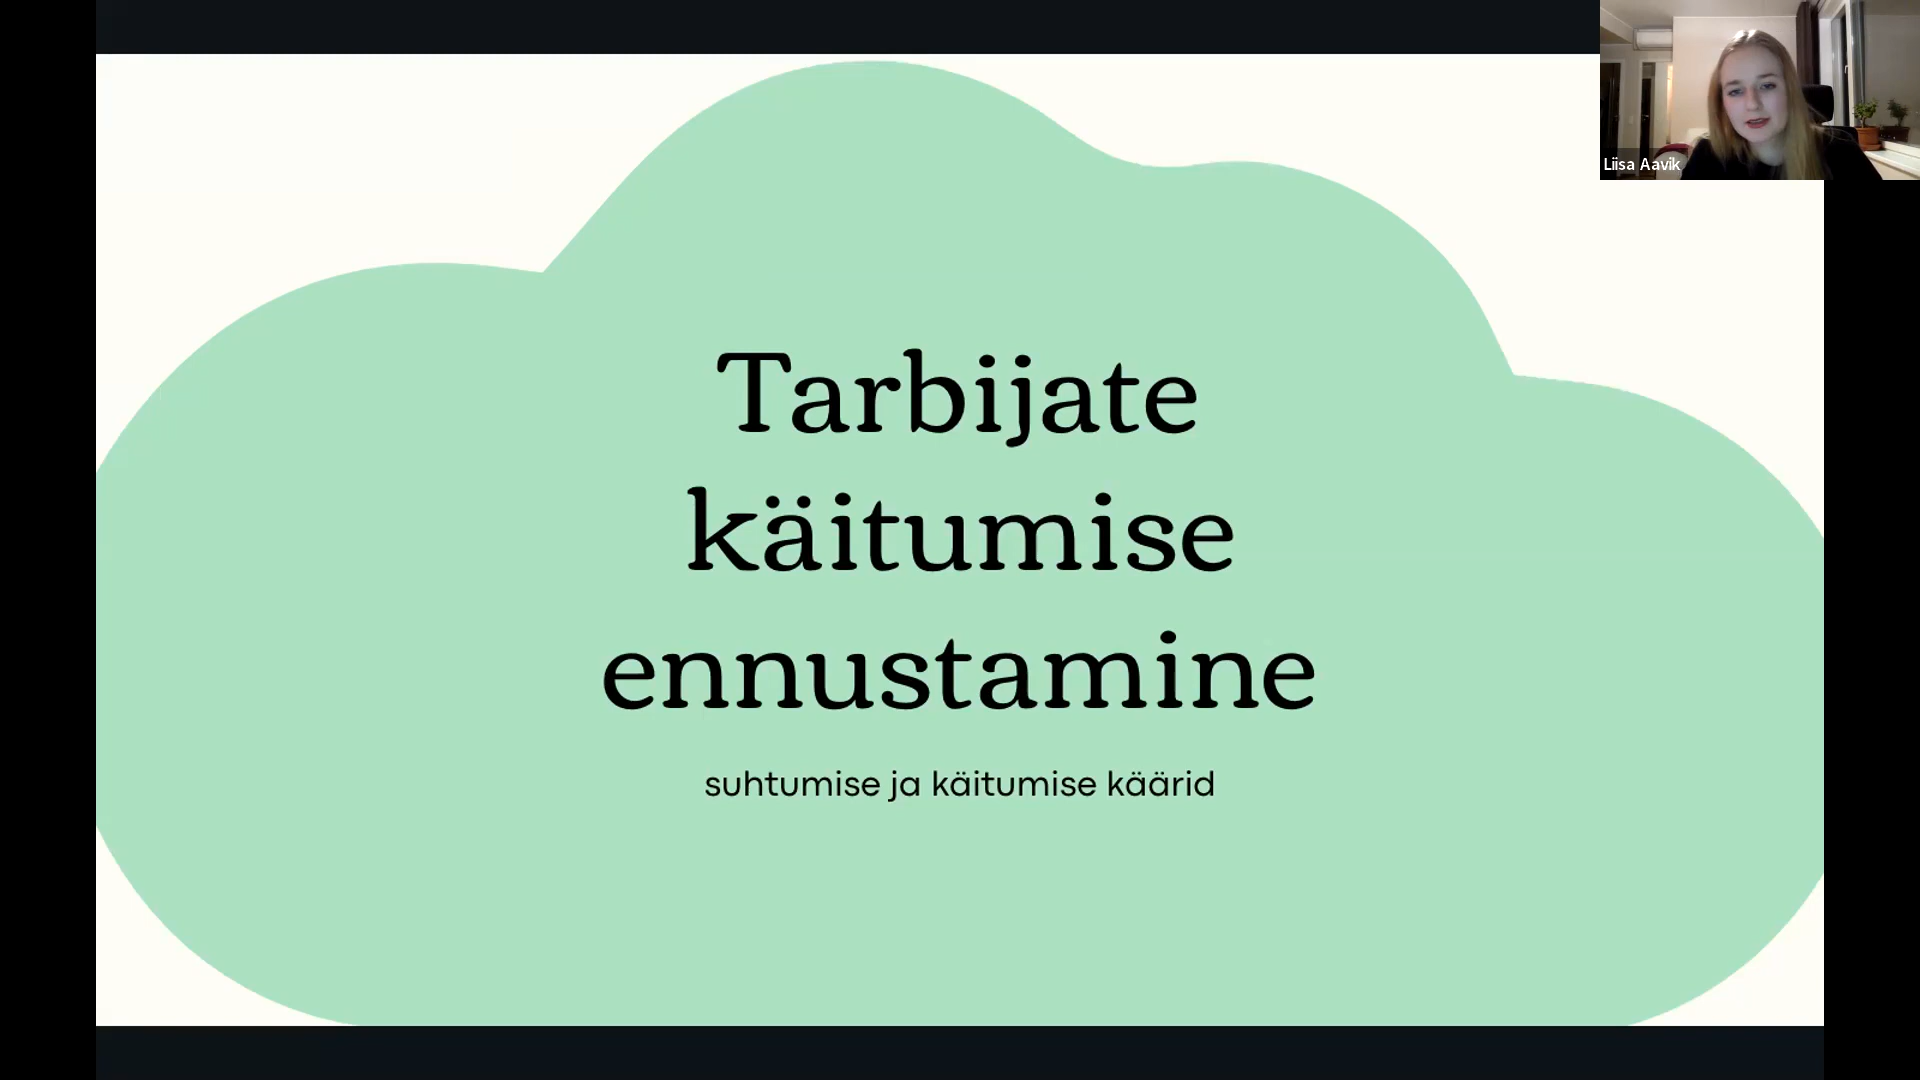 Liisa Aavik
Tarbijate
käitumise
ennustamine
suhtumise ja käitumise käärid